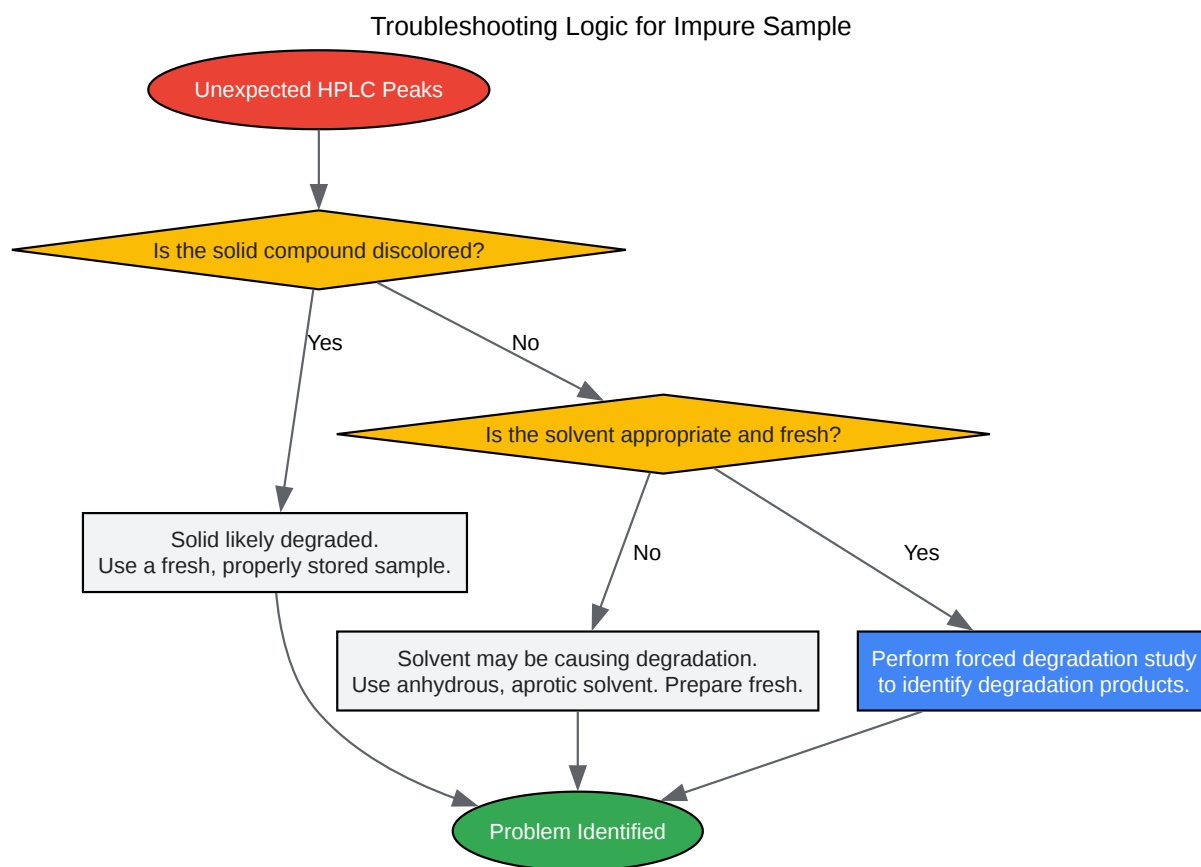 Troubleshooting Logic for Impure Sample
Unexpected HPLC Peaks
Is the solid compound discolored?
Yes
No
Is the solvent appropriate and fresh?
Solid likely degraded.
Use a fresh, properly stored sample.
No
Yes
Solvent may be causing degradation.
Use anhydrous, aprotic solvent. Prepare fresh.
Perform forced degradation study
to identify degradation products.
Problem Identified